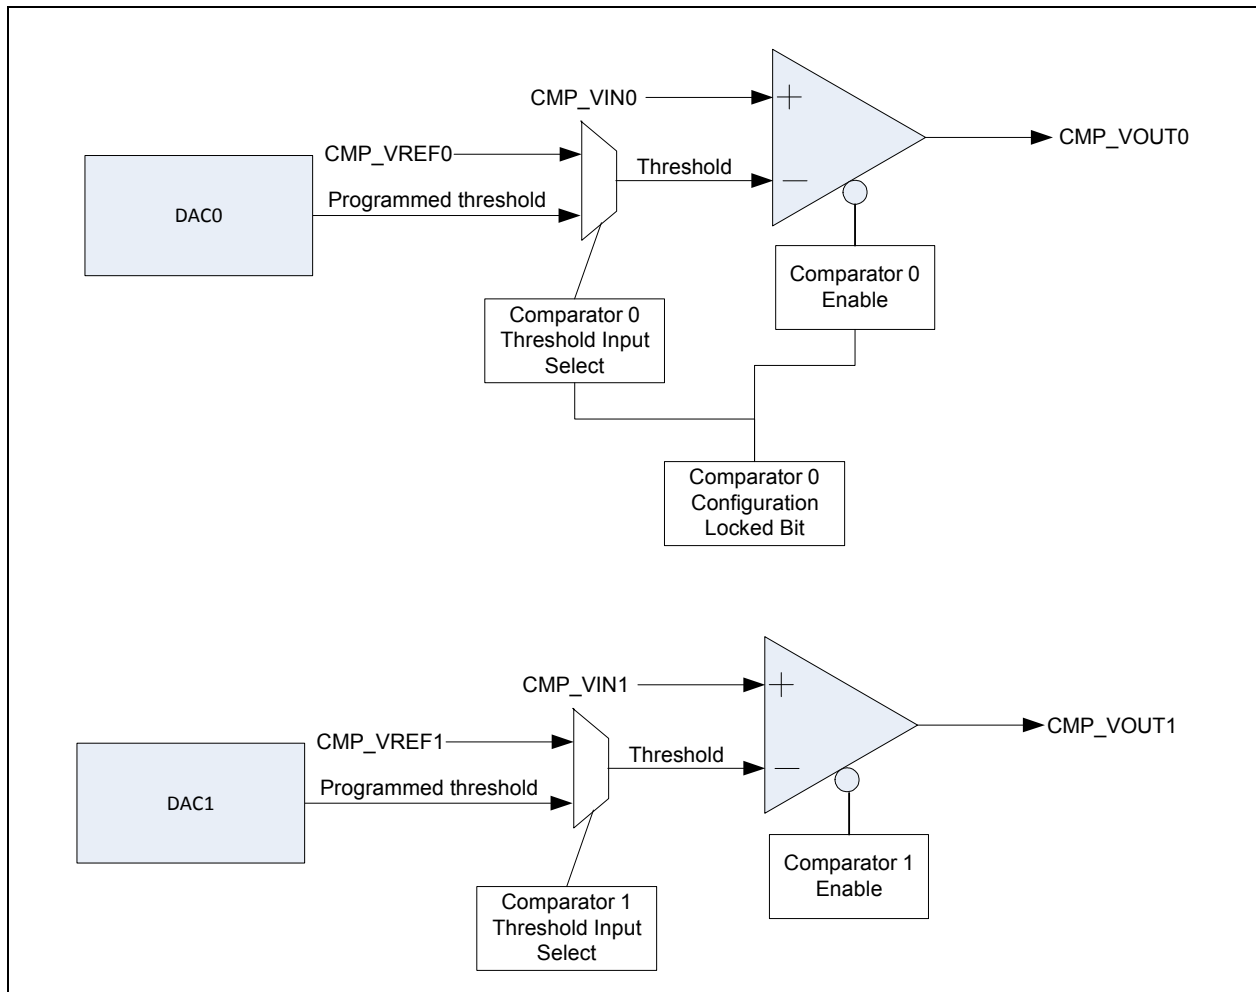 CMP_VIN0
+
CMP_VOUT0
CMP_VREF0
Threshold
—
Programmed threshold
DAC0
Comparator 0
Enable
Comparator 0
Threshold Input
Select
Comparator 0
Configuration
Locked Bit
CMP_VIN1
+
CMP_VOUT1
CMP_VREF1
Threshold
—
Programmed threshold
DAC1
Comparator 1
Enable
Comparator 1
Threshold Input
Select